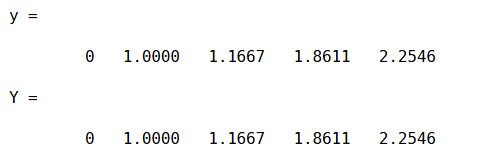 y =
0 1.0000 1.1667 1.8611 2.2546
Y =
0 1.0000 1.1667 1.8611 2.2546